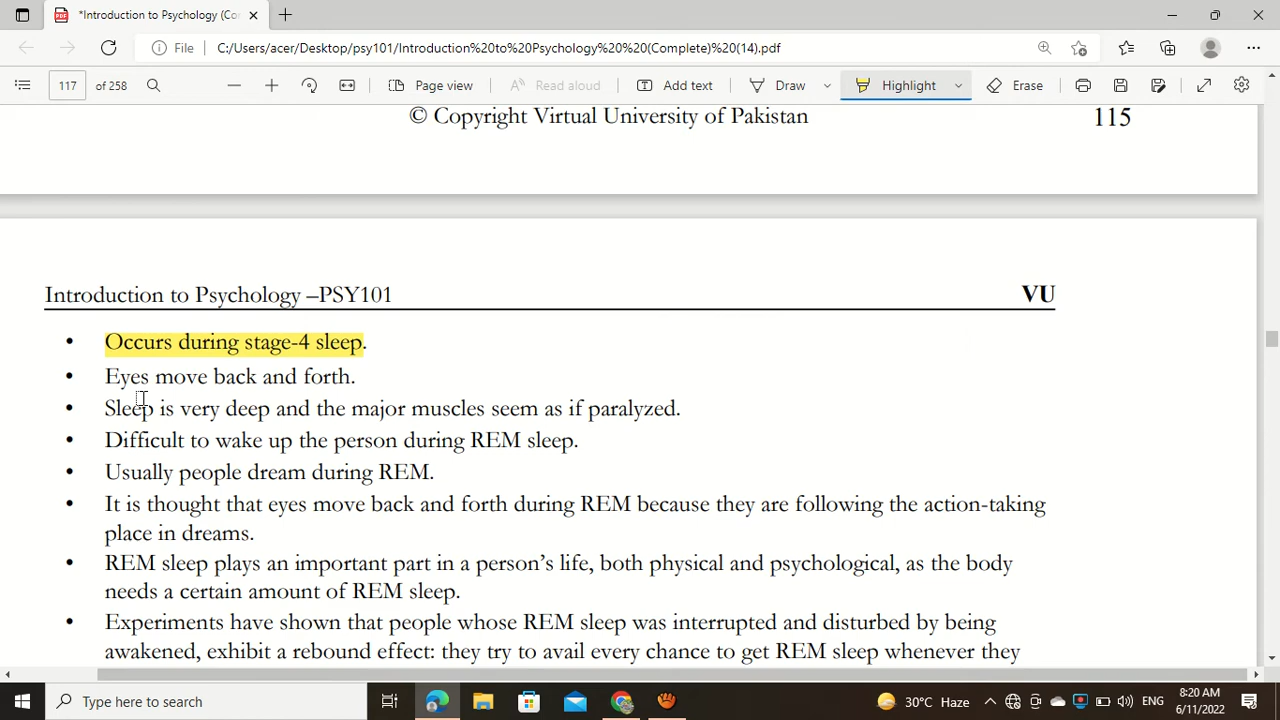 *Introduction to Psychology (Co
File
C:/Users/acer/Desktop/psy101/Introduction%20to%20Psychology%20%20(Complete)%20(14).pdf
117 of 258
Page view
Read aloud
Add text
Draw
Highlight
Erase
© Copyright Virtual University of Pakistan 115
Introduction to Psychology –PSY101 VU
• Occurs during stage-4 sleep.
• Eyes move back and forth.
• Sleep is very deep and the major muscles seem as if paralyzed.
• Difficult to wake up the person during REM sleep.
• Usually people dream during REM.
• It is thought that eyes move back and forth during REM because they are following the action-taking
place in dreams.
• REM sleep plays an important part in a person's life, both physical and psychological, as the body
needs a certain amount of REM sleep.
• Experiments have shown that people whose REM sleep was interrupted and disturbed by being
awakened, exhibit a rebound effect: they try to avail every chance to get REM sleep whenever they
Type here to search
30°C Haze
ENG
8:20 AM
6/11/2022